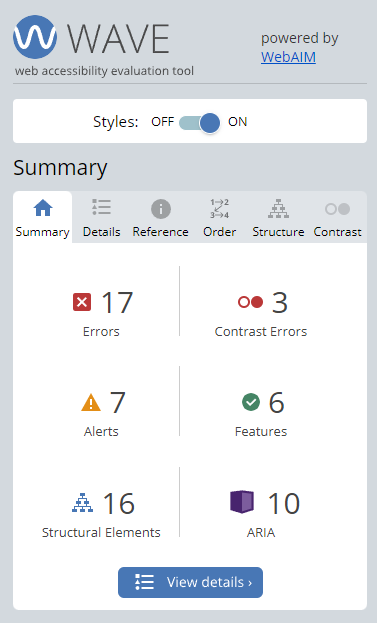 WAVE
web accessibility evaluation tool
powered by
WebAIM
Styles: OFF ON
Summary
Summary Details Reference Order Structure Contrast
17 3
Errors Contrast Errors
7 6
Alerts Features
16 10
Structural Elements ARIA
View details ›